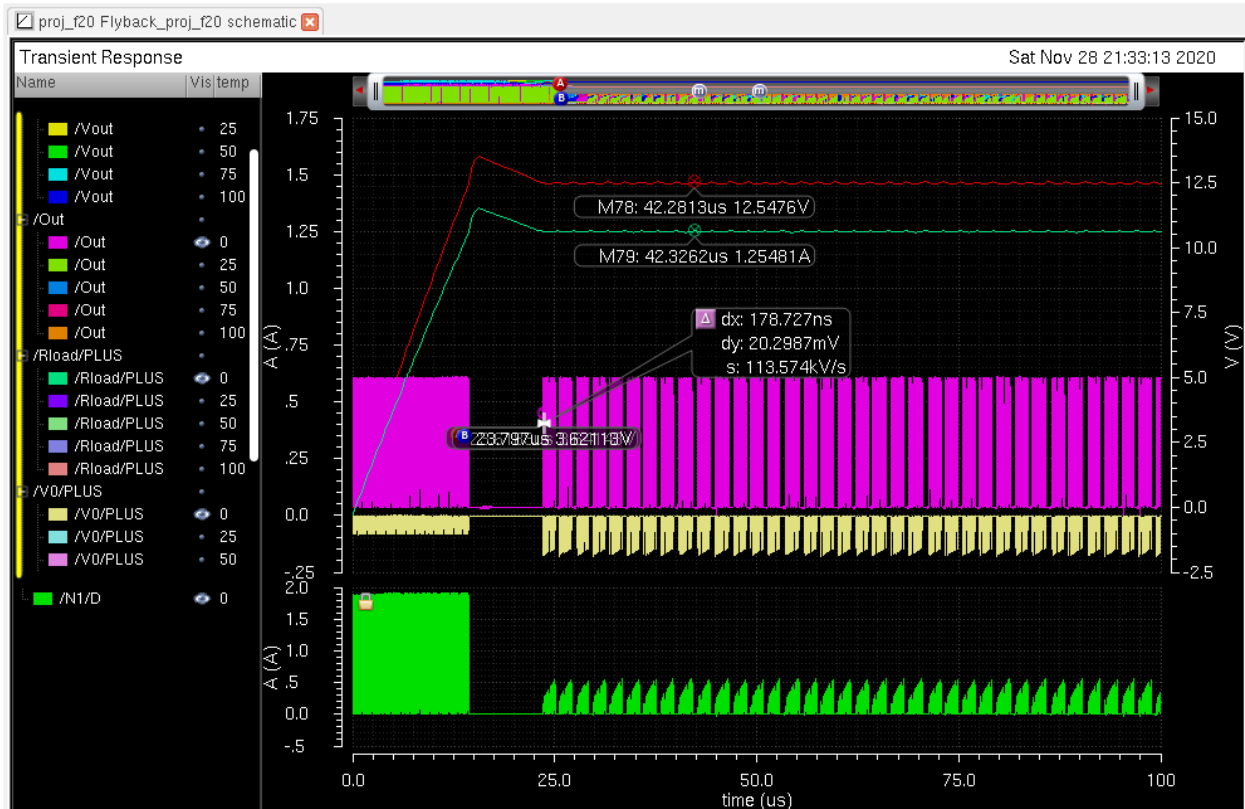 proj_f20 Flyback_proj_f20 schematic
Transient Response
Sat Nov 28 21:33:13 2020
Name Vis temp
/Vout 25
/Vout 50
/Vout 75
/Vout 100
/Out
/Out 0
/Out 25
/Out 50
/Out 75
/Out 100
/Rload/PLUS
/Rload/PLUS 0
/Rload/PLUS 25
/Rload/PLUS 50
/Rload/PLUS 75
/Rload/PLUS 100
/V0/PLUS
/V0/PLUS 0
/V0/PLUS 25
/V0/PLUS 50
/N1/D 0
A
B
m
m
1.75
1.5
1.25
1.0
.75
.5
.25
0.0
-.25
A (A)
15.0
12.5
10.0
7.5
5.0
2.5
0.0
-2.5
V (V)
M78: 42.2813us 12.5476V
M79: 42.3262us 1.25481A
Δ dx: 178.727ns
dy: 20.2987mV
s: 113.574kV/s
B
2.0
1.5
1.0
.5
0.0
-.5
A (A)
0.0 25.0 50.0 75.0 100
time (us)